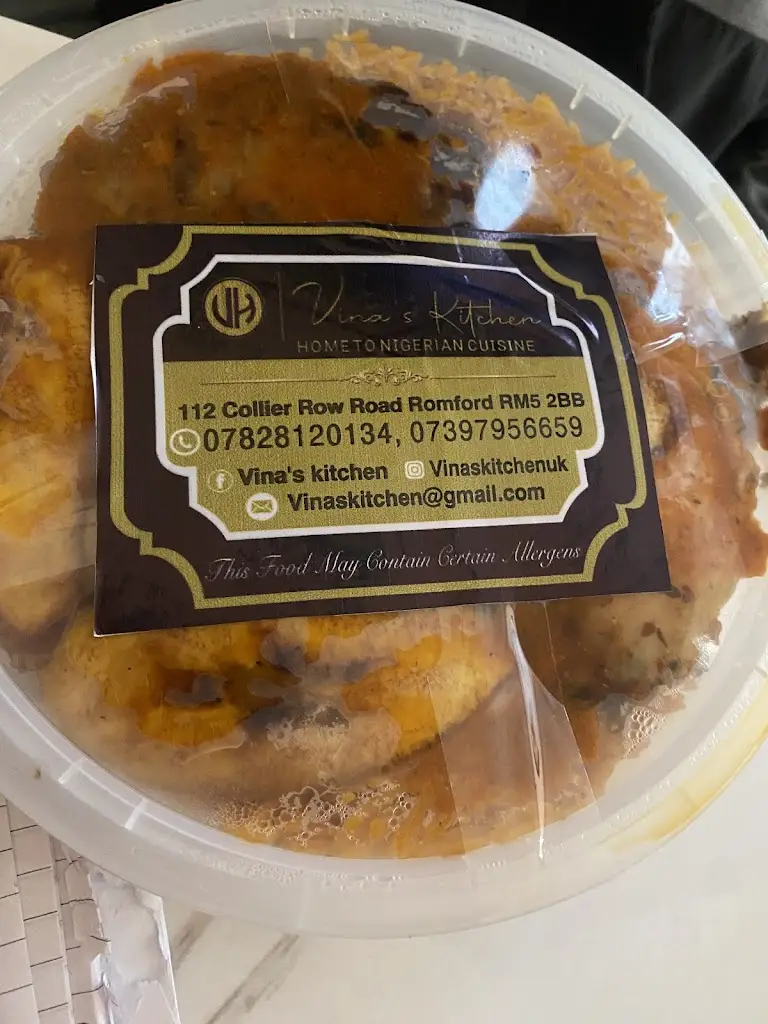 VH
Vina's Kitchen
HOME TO NIGERIAN CUISINE
112 Collier Row Road Romford RM5 2BB
07828120134, 07397956659
Vina's kitchen Vinaskitchenuk
Vinaskitchen@gmail.com
This Food May Contain Certain Allergens